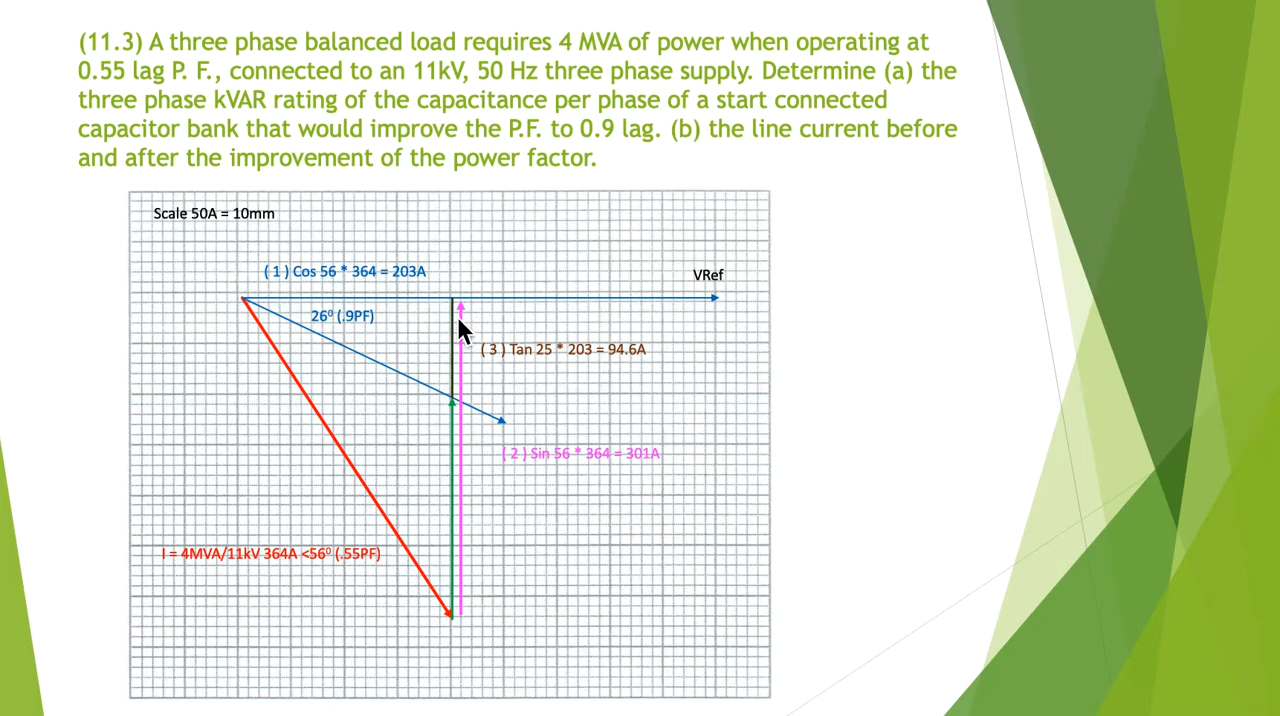 (11.3) A three phase balanced load requires 4 MVA of power when operating at
0.55 lag P. F., connected to an 11kV, 50 Hz three phase supply. Determine (a) the
three phase kVAR rating of the capacitance per phase of a start connected
capacitor bank that would improve the P.F. to 0.9 lag. (b) the line current before
and after the improvement of the power factor.
Scale 50A = 10mm
( 1 ) Cos 56 * 364 = 203A
VRef
26⁰ (.9PF)
( 3 ) Tan 25 * 203 = 94.6A
( 2 ) Sin 56 * 364 = 301A
I = 4MVA/11kV 364A <56⁰ (.55PF)